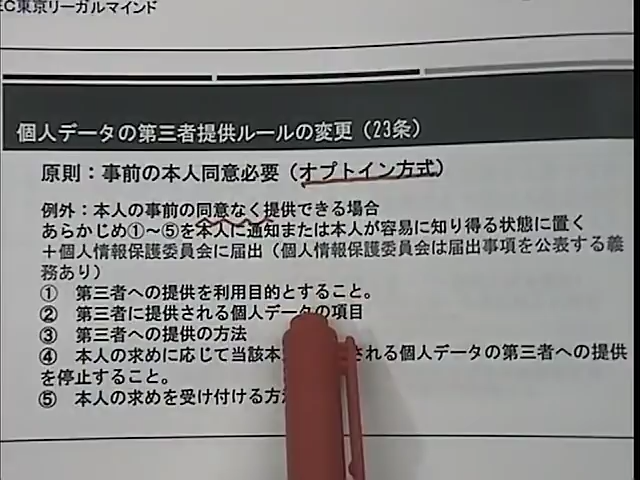 EC東京リーガルマインド
個人データの第三者提供ルールの変更（23条）
原則：事前の本人同意必要（オプトイン方式）
例外：本人の事前の同意なく提供できる場合
あらかじめ①～⑤を本人に通知または本人が容易に知り得る状態に置く
＋個人情報保護委員会に届出（個人情報保護委員会は届出事項を公表する義
務あり）
① 第三者への提供を利用目的とすること。
② 第三者に提供される個人データの項目
③ 第三者への提供の方法
④ 本人の求めに応じて当該本 される個人データの第三者への提供
を停止すること。
⑤ 本人の求めを受け付ける方